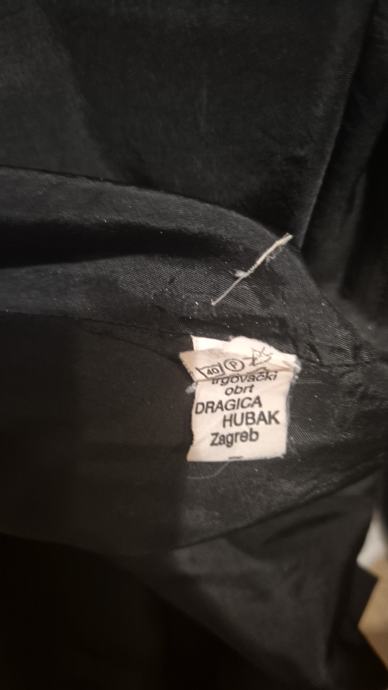 40 P
trgovački
obrt
DRAGICA
HUBAK
Zagreb